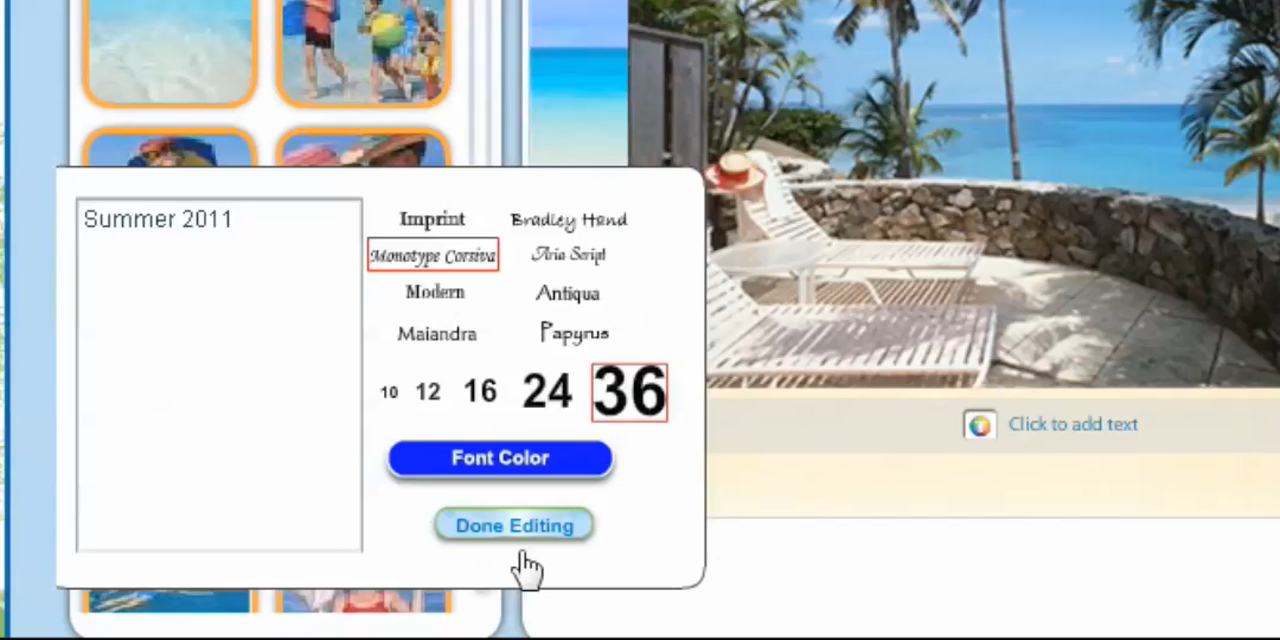 Summer 2011
Imprint
Bradley Hand
Monotype Corsiva
Aria Script
Modern
Antiqua
Maiandra
Papyrus
10 12 16 24 36
Font Color
Done Editing
Click to add text